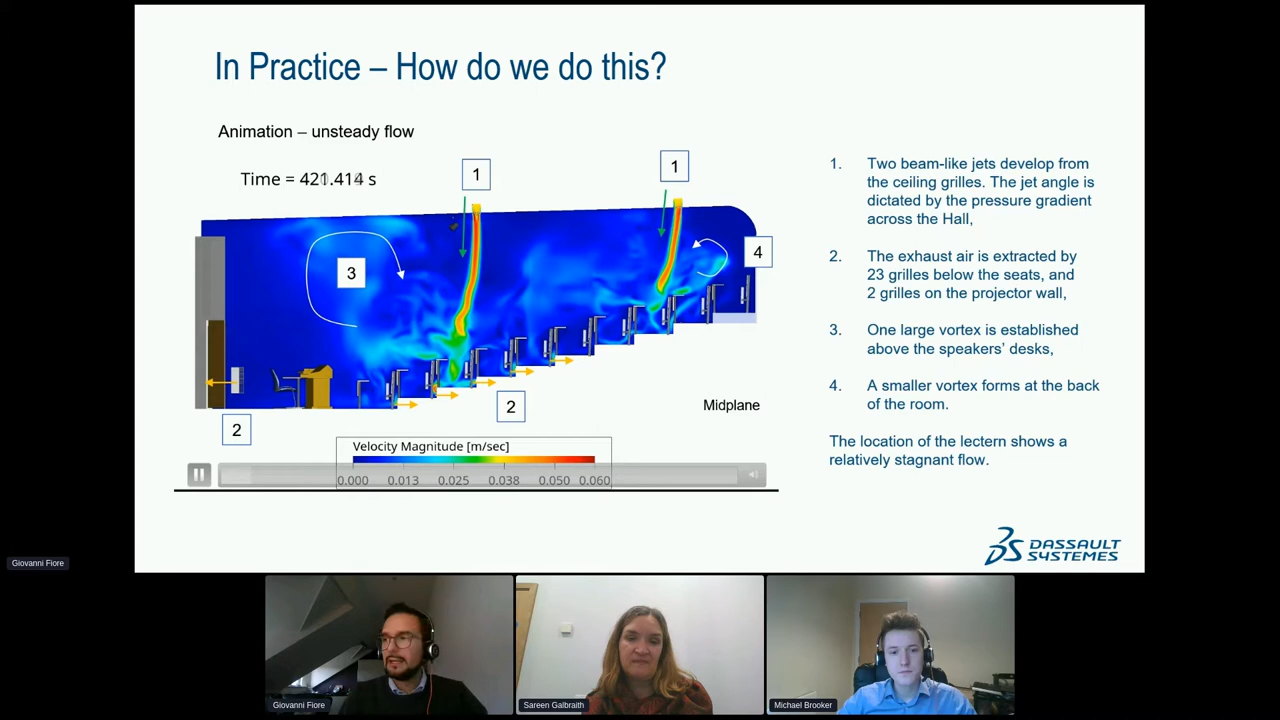 In Practice – How do we do this?
Animation – unsteady flow
Time = 421.414 s
1
1
3
4
2
2
Midplane
Velocity Magnitude [m/sec]
0.000 0.013 0.025 0.038 0.050 0.060
1. Two beam-like jets develop from
the ceiling grilles. The jet angle is
dictated by the pressure gradient
across the Hall,
2. The exhaust air is extracted by
23 grilles below the seats, and
2 grilles on the projector wall,
3. One large vortex is established
above the speakers’ desks,
4. A smaller vortex forms at the back
of the room.
The location of the lectern shows a
relatively stagnant flow.
DASSAULT
SYSTEMES
Giovanni Fiore
Giovanni Fiore
Sareen Galbraith
Michael Brooker